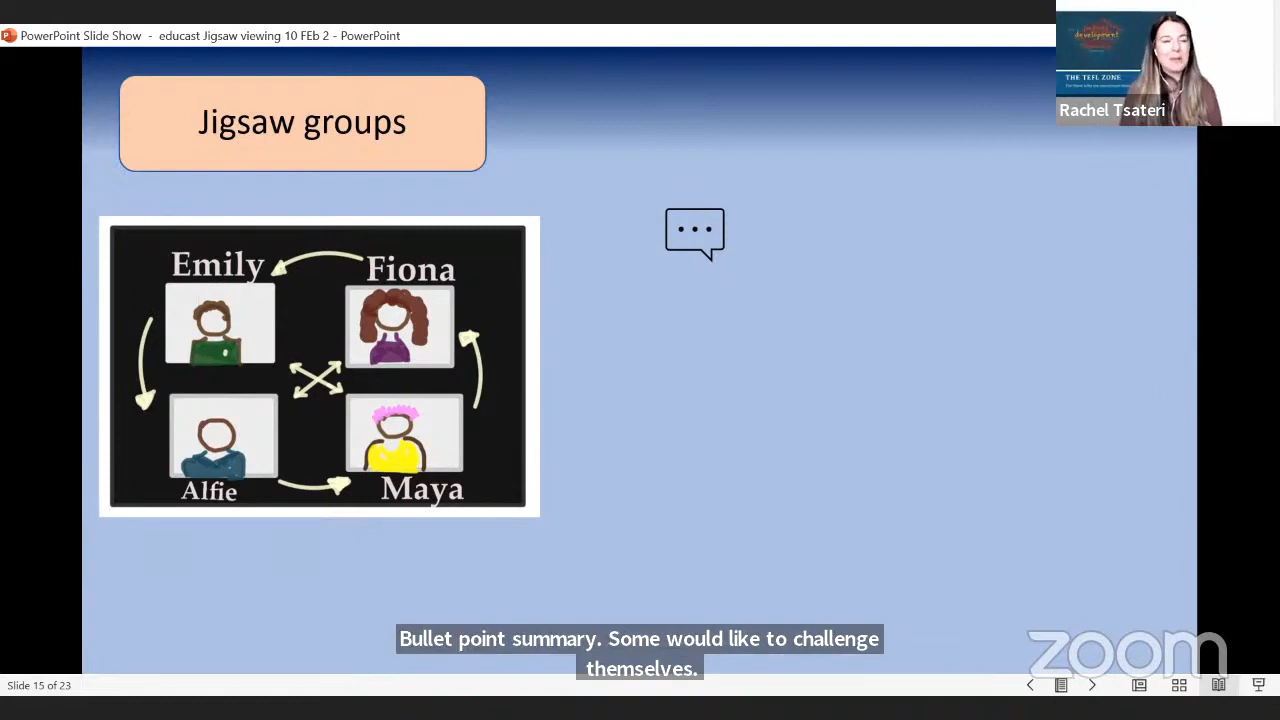 PowerPoint Slide Show - educast Jigsaw viewing 10 FEb 2 - PowerPoint
development
THE TEFL ZONE
Rachel Tsateri
Jigsaw groups
Emily
Fiona
Alfie
Maya
Bullet point summary. Some would like to challenge
themselves.
zoom
Slide 15 of 23